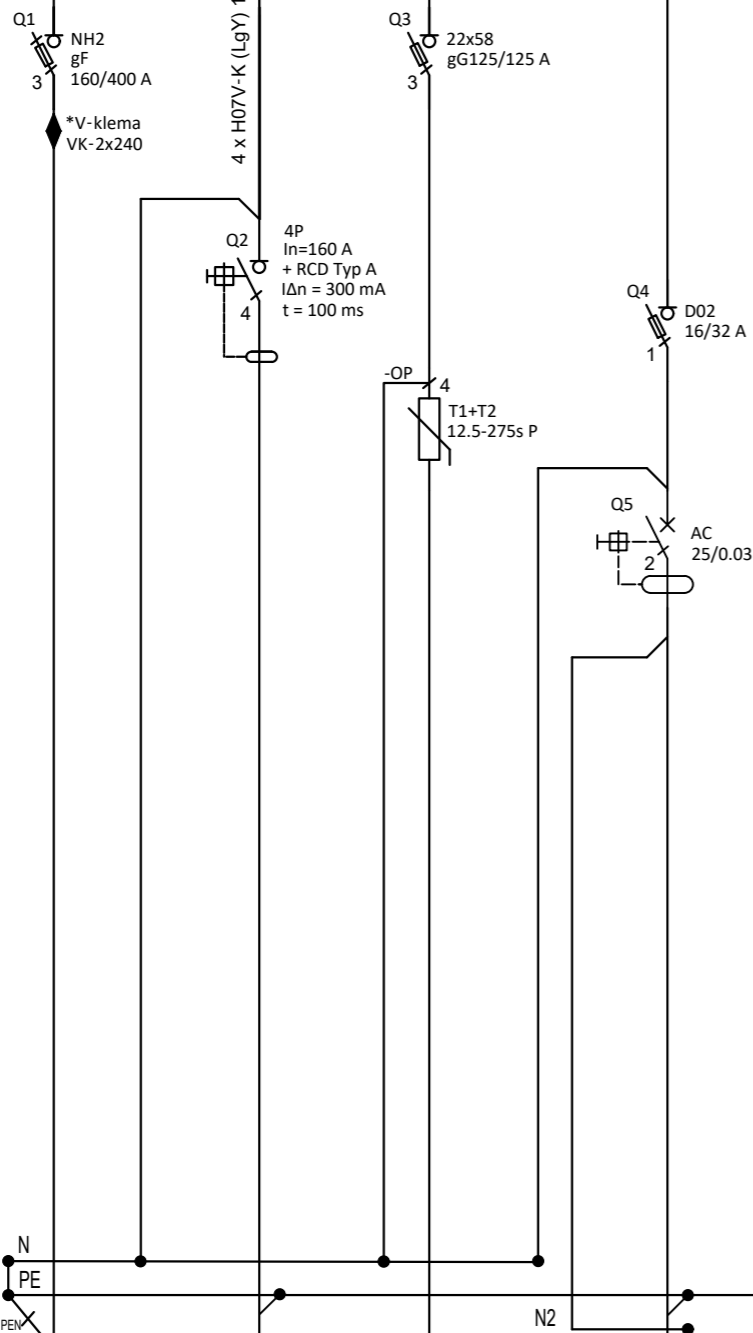 Q1
NH2
gF
160/400 A
3
*V-klema
VK-2x240
4 x H07V-K (LgY) 1
Q3
22x58
gG125/125 A
3
Q2
4P
In=160 A
+ RCD Typ A
IΔn = 300 mA
t = 100 ms
4
Q4
D02
16/32 A
1
-OP
4
T1+T2
12.5-275s P
Q5
AC
25/0.03
2
N
PE
PEN
N2